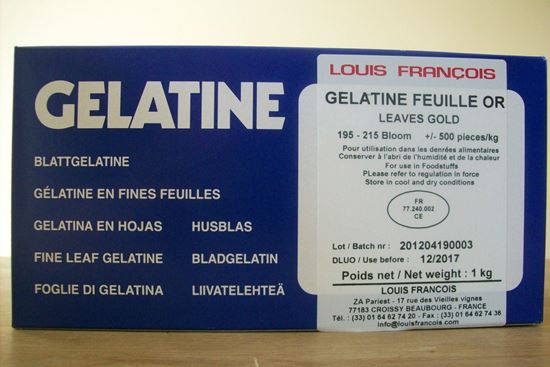 GELATINE
BLATTGELATINE
GÉLATINE EN FINES FEUILLES
GELATINA EN HOJAS HUSBLAS
FINE LEAF GELATINE BLADGELATIN
FOGLIE DI GELATINA LIIVATELEHTEÄ
LOUIS FRANÇOIS
GELATINE FEUILLE OR
LEAVES GOLD
195 - 215 Bloom +/- 500 pieces/kg
Pour utilisation dans les denrées alimentaires
Conserver à l'abri de l'humidité et de la chaleur
For use in Foodstuffs
PLease refer to regulation in force
Store in cool and dry conditions
FR
77.240.002
CE
Lot / Batch nr : 201204190003
DLUO / Use before : 12/2017
Poids net / Net weight : 1 kg
LOUIS FRANCOIS
ZA Pariest - 17 rue des Vieilles vignes
77183 CROISSY BEAUBOURG - FRANCE
Tél. : (33) 01 64 62 74 20 - Fax : (33) 01 64 62 74 36
Info@louisfrancois.com